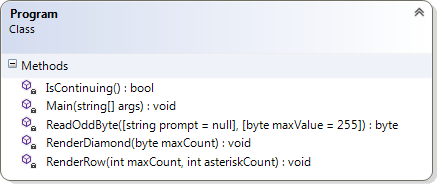 Program
Class
Methods
IsContinuing() : bool
Main(string[] args) : void
ReadOddByte([string prompt = null], [byte maxValue = 255]) : byte
RenderDiamond(byte maxCount) : void
RenderRow(int maxCount, int asteriskCount) : void